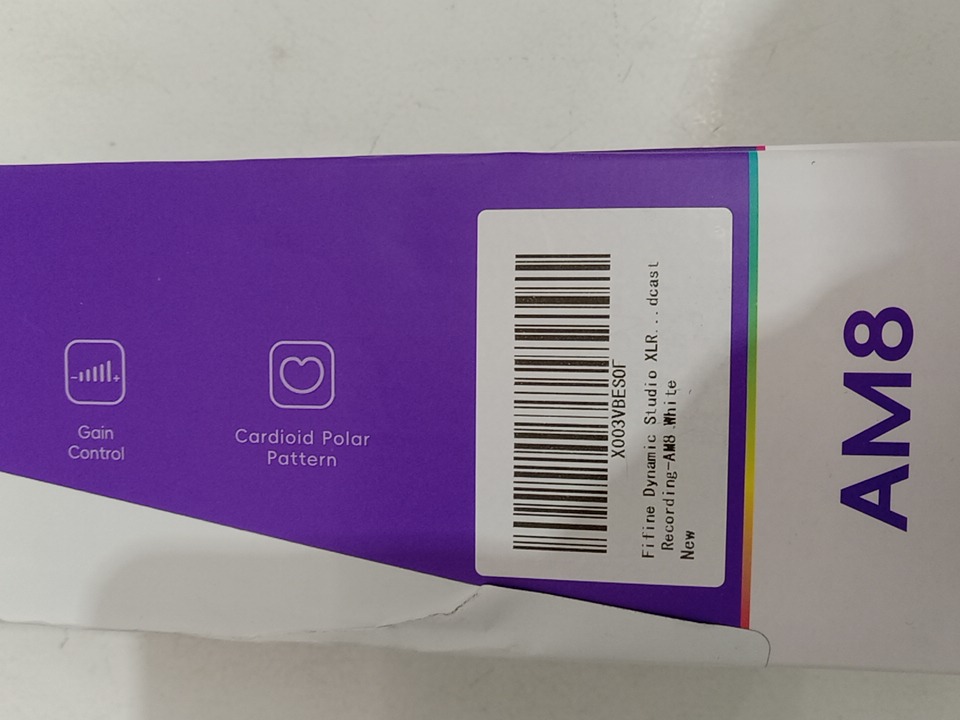 Gain
Control
Cardioid Polar
Pattern
X003VBESOF
Fifine Dynamic Studio XLR...dcast
Recording-AM8 White
New
AM8